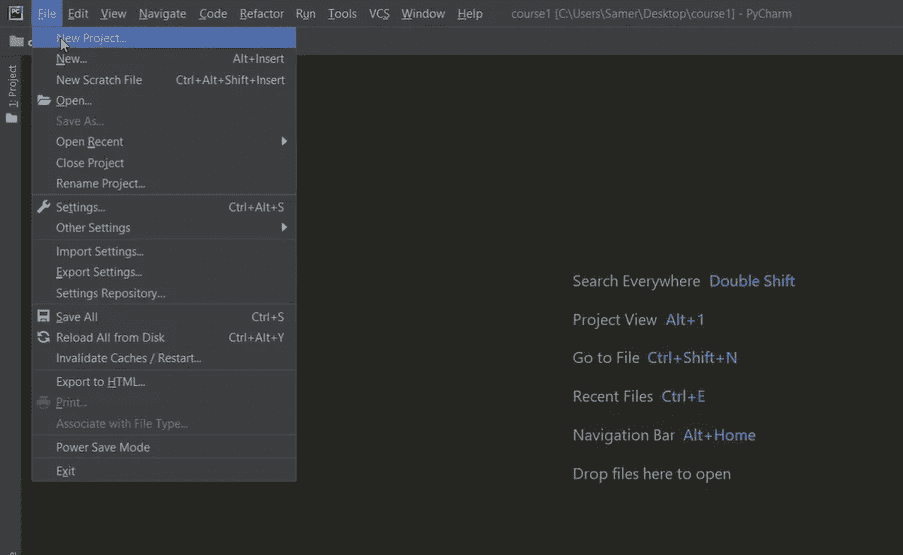 PC File Edit View Navigate Code Refactor Run Tools VCS Window Help course1 [C:\Users\Samer\Desktop\course1] - PyCharm
1: Project
New Project...
New... Alt+Insert
New Scratch File Ctrl+Alt+Shift+Insert
Open...
Save As...
Open Recent
Close Project
Rename Project...
Settings... Ctrl+Alt+S
Other Settings
Import Settings...
Export Settings...
Settings Repository...
Save All Ctrl+S
Reload All from Disk Ctrl+Alt+Y
Invalidate Caches / Restart...
Export to HTML...
Print...
Associate with File Type...
Power Save Mode
Exit
Search Everywhere Double Shift
Project View Alt+1
Go to File Ctrl+Shift+N
Recent Files Ctrl+E
Navigation Bar Alt+Home
Drop files here to open